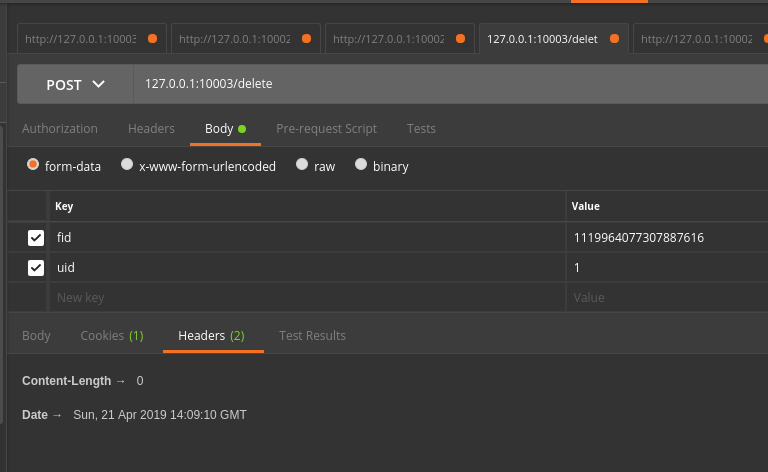 http://127.0.0.1:10003 http://127.0.0.1:10002 http://127.0.0.1:10002 127.0.0.1:10003/delet http://127.0.0.1:10002
POST 127.0.0.1:10003/delete
Authorization Headers Body Pre-request Script Tests
form-data x-www-form-urlencoded raw binary
Key Value
fid 1119964077307887616
uid 1
New key Value
Body Cookies (1) Headers (2) Test Results
Content-Length → 0
Date → Sun, 21 Apr 2019 14:09:10 GMT